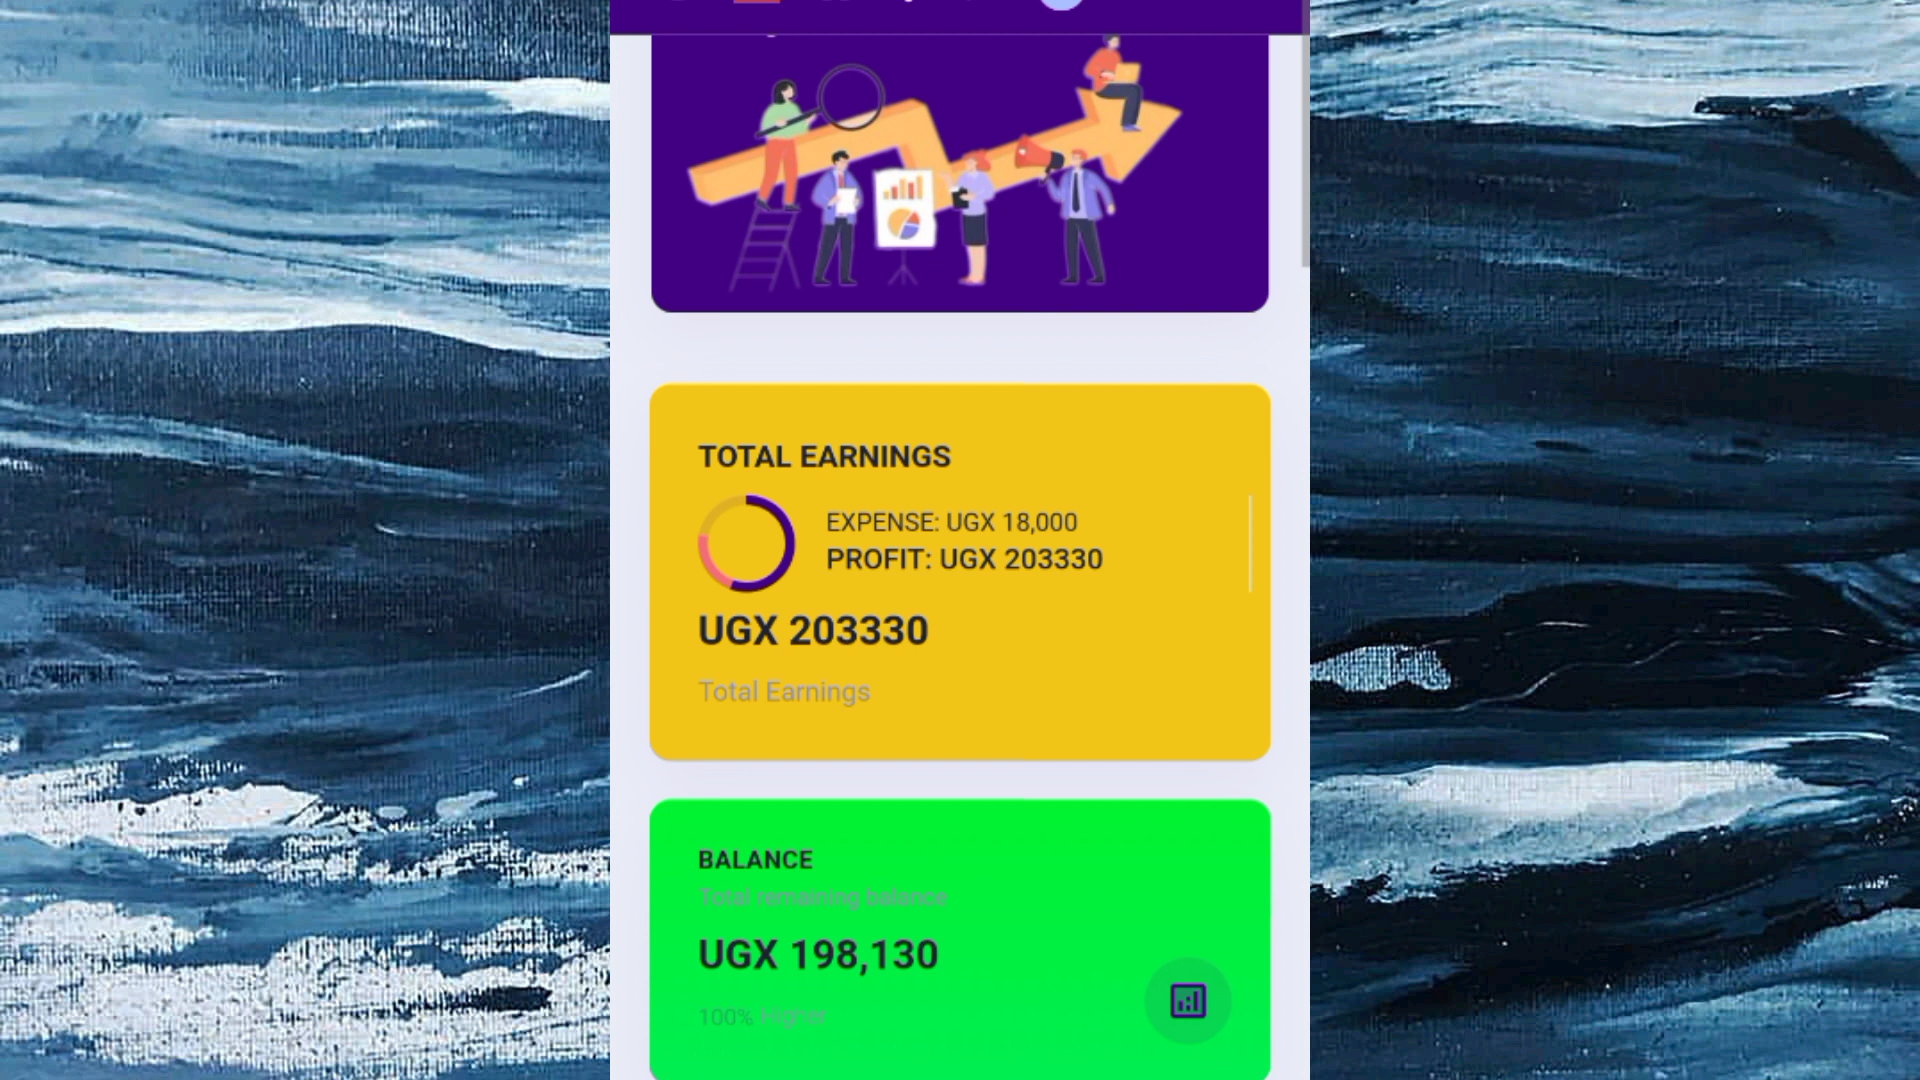 TOTAL EARNINGS
EXPENSE: UGX 18,000
PROFIT: UGX 203330
UGX 203330
Total Earnings
BALANCE
Total remaining balance
UGX 198,130
100% Higher